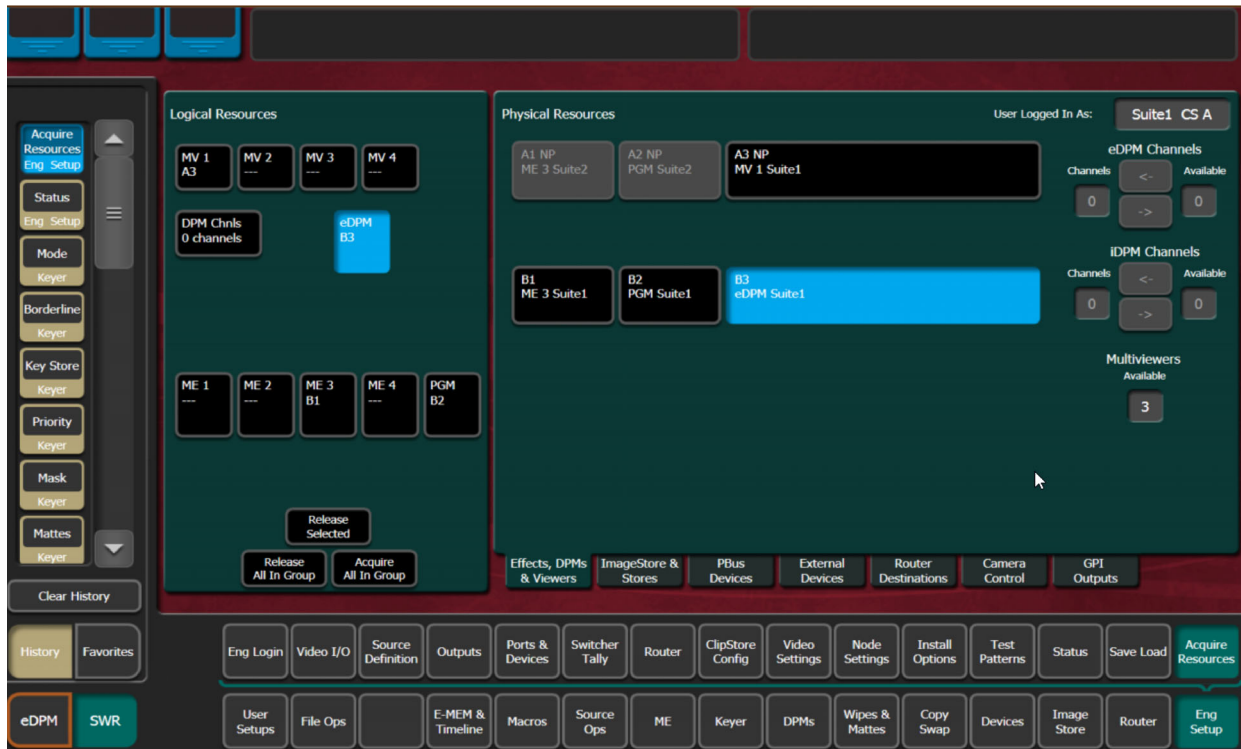 Acquire
Resources
Eng Setup
Status
Eng Setup
Mode
Keyer
Borderline
Keyer
Key Store
Keyer
Priority
Keyer
Mask
Keyer
Mattes
Keyer
Clear History
History
Favorites
eDPM
SWR
Logical Resources
MV 1
A3
MV 2
---
MV 3
---
MV 4
---
DPM Chnls
0 channels
eDPM
B3
ME 1
---
ME 2
---
ME 3
B1
ME 4
---
PGM
B2
Release
Selected
Release
All In Group
Acquire
All In Group
Physical Resources
User Logged In As:
Suite1 CS A
A1 NP
ME 3 Suite2
A2 NP
PGM Suite2
A3 NP
MV 1 Suite1
B1
ME 3 Suite1
B2
PGM Suite1
B3
eDPM Suite1
eDPM Channels
Channels
<-
Available
0
->
0
iDPM Channels
Channels
<-
Available
0
->
0
Multiviewers
Available
3
Effects, DPMs
& Viewers
ImageStore &
Stores
PBus
Devices
External
Devices
Router
Destinations
Camera
Control
GPI
Outputs
Eng Login
Video I/O
Source
Definition
Outputs
Ports &
Devices
Switcher
Tally
Router
ClipStore
Config
Video
Settings
Node
Settings
Install
Options
Test
Patterns
Status
Save Load
Acquire
Resources
User
Setups
File Ops
E-MEM &
Timeline
Macros
Source
Ops
ME
Keyer
DPMs
Wipes &
Mattes
Copy
Swap
Devices
Image
Store
Router
Eng
Setup